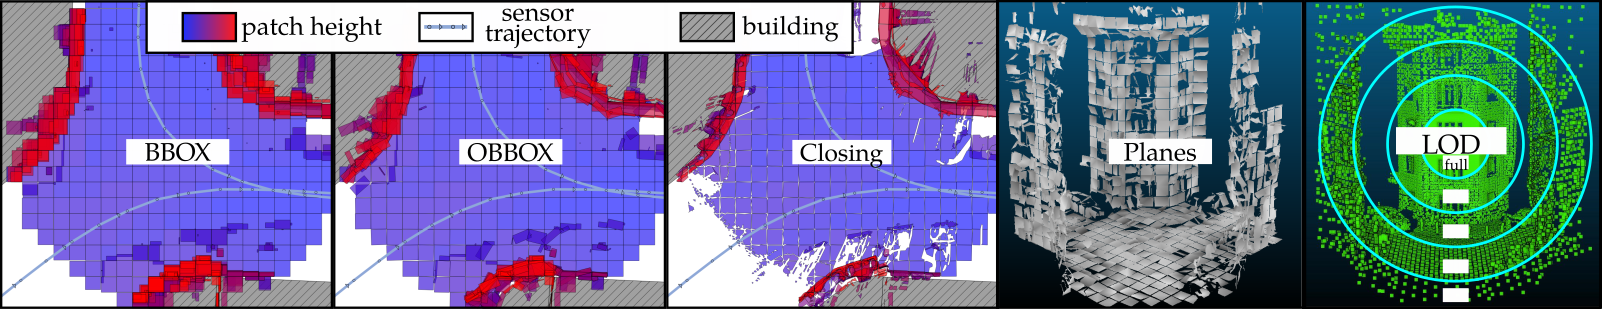 patch height
sensor
trajectory
building
BBOX
OBBOX
Closing
Planes
LOD
full